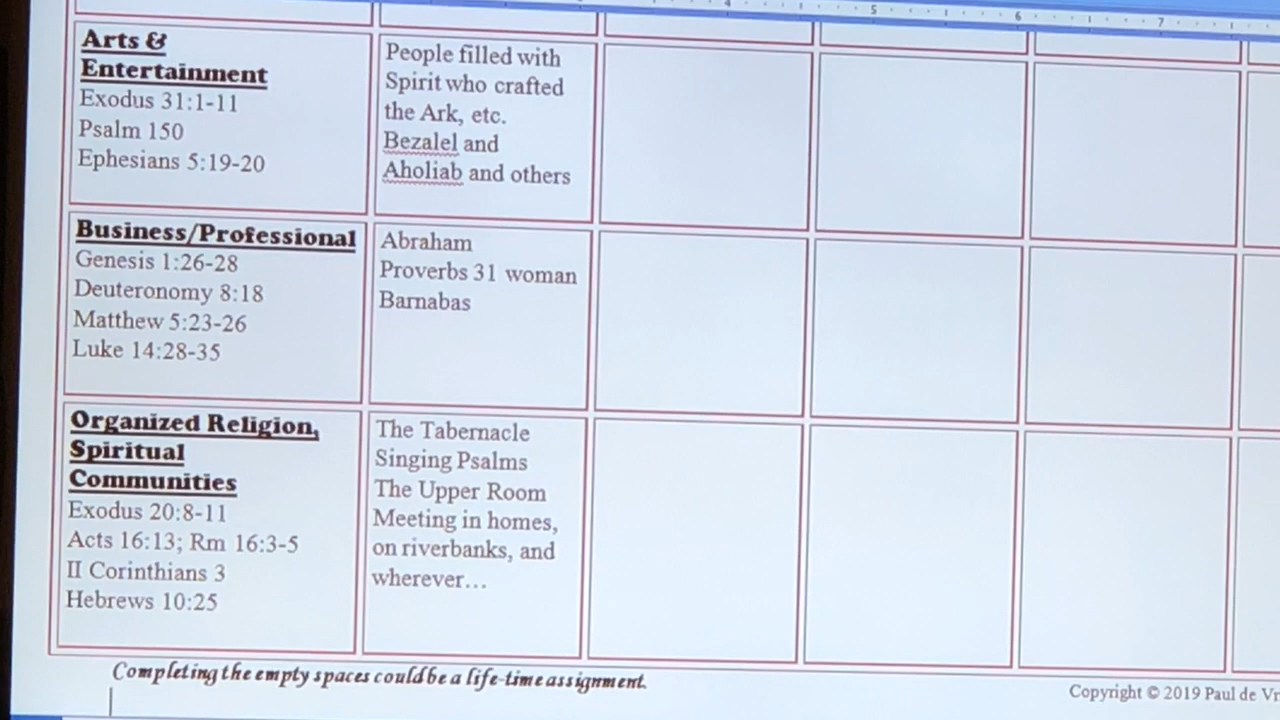 4 5 6 7
Arts &
Entertainment
Exodus 31:1-11
Psalm 150
Ephesians 5:19-20
People filled with
Spirit who crafted
the Ark, etc.
Bezalel and
Aholiab and others
Business/Professional
Genesis 1:26-28
Deuteronomy 8:18
Matthew 5:23-26
Luke 14:28-35
Abraham
Proverbs 31 woman
Barnabas
Organized Religion,
Spiritual
Communities
Exodus 20:8-11
Acts 16:13; Rm 16:3-5
II Corinthians 3
Hebrews 10:25
The Tabernacle
Singing Psalms
The Upper Room
Meeting in homes,
on riverbanks, and
wherever…
Completing the empty spaces could be a life-time assignment.
Copyright © 2019 Paul de